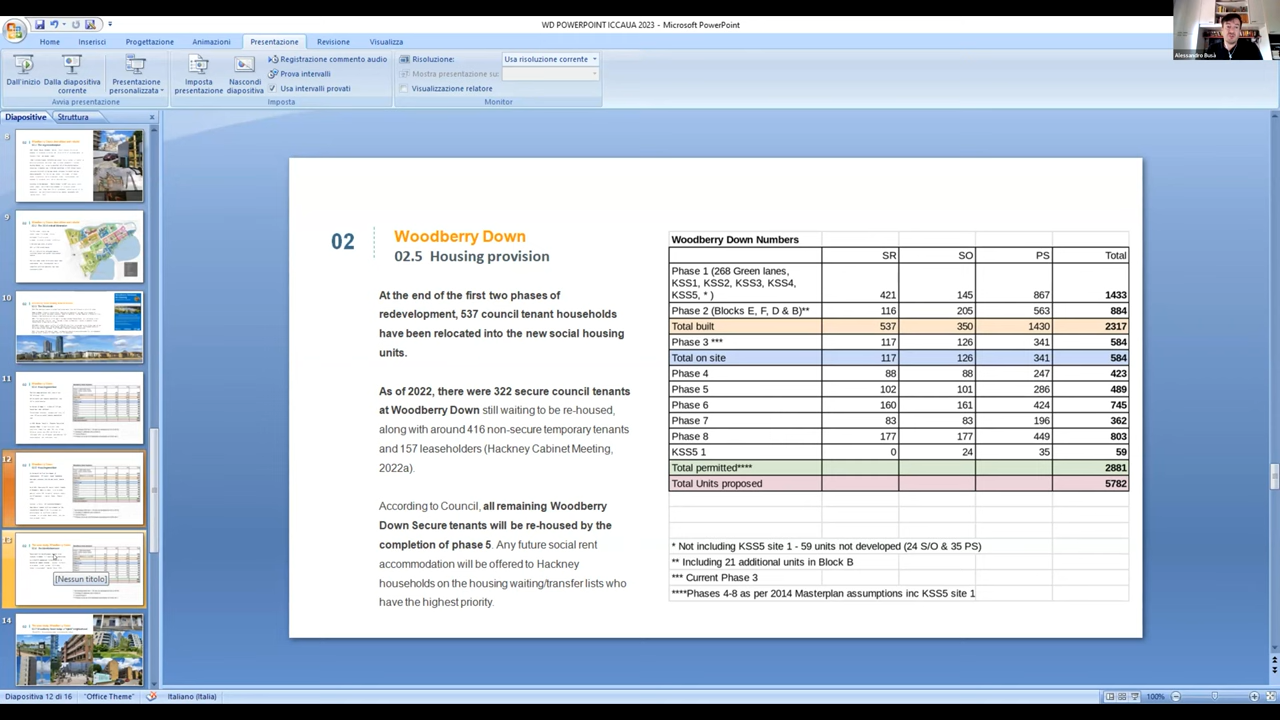 WD POWERPOINT ICCAUA 2023 - Microsoft PowerPoint
Home
Inserisci
Progettazione
Animazioni
Presentazione
Revisione
Visualizza
Dall'inizio
Dalla diapositiva corrente
Presentazione personalizzata
Avvia presentazione
Imposta presentazione
Nascondi diapositiva
Registrazione commento audio
Prova intervalli
Usa intervalli provati
Imposta
Risoluzione:
Usa risoluzione corrente
Mostra presentazione su:
Visualizzazione relatore
Monitor
Alessandro Busà
Diapositive
Struttura
8
9
10
11
12
13
[Nessun titolo]
14
02
Woodberry Down
02.5 Housing provision
At the end of the first two phases of
redevelopment, 537 council tenant households
have been relocated into the new social housing
units.
As of 2022, there were 322 secure council tenants
at Woodberry Down still waiting to be re-housed,
along with around 416 non-secure temporary tenants
and 157 leaseholders (Hackney Cabinet Meeting,
2022a).
According to Council, all remaining Woodberry
Down Secure tenants will be re-housed by the
completion of phase 5. Any future social rent
accommodation will be offered to Hackney
households on the housing waiting/transfer lists who
have the highest priority.
Woodberry Down Numbers
SR SO PS Total
Phase 1 (268 Green lanes,
KSS1, KSS2, KSS3, KSS4,
KSS5, * ) 421 145 867 1433
Phase 2 (Blocks E, F, D & B)** 116 205 563 884
Total built 537 350 1430 2317
Phase 3 *** 117 126 341 584
Total on site 117 126 341 584
Phase 4 88 88 247 423
Phase 5 102 101 286 489
Phase 6 160 161 424 745
Phase 7 83 83 196 362
Phase 8 177 177 449 803
KSS5 1 0 24 35 59
Total permitted**** 2881
Total Units proposed 5782
* Not including KSS5 site 1 - 59 units not developed (24 S/O & 35 PS)
** Including 21 additional units in Block B
*** Current Phase 3
****Phases 4-8 as per 2014 Masterplan assumptions inc KSS5 site 1
Diapositiva 12 di 16
"Office Theme"
Italiano (Italia)
100%